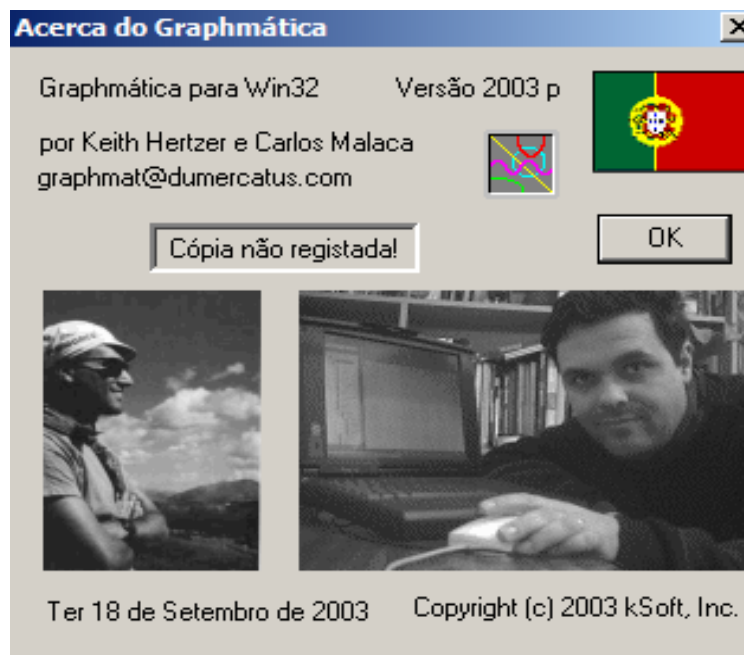 Acerca do Graphmática
Graphmática para Win32
Versão 2003 p
por Keith Hertzer e Carlos Malaca
graphmat@dumercatus.com
Cópia não registada!
OK
Ter 18 de Setembro de 2003
Copyright (c) 2003 kSoft, Inc.